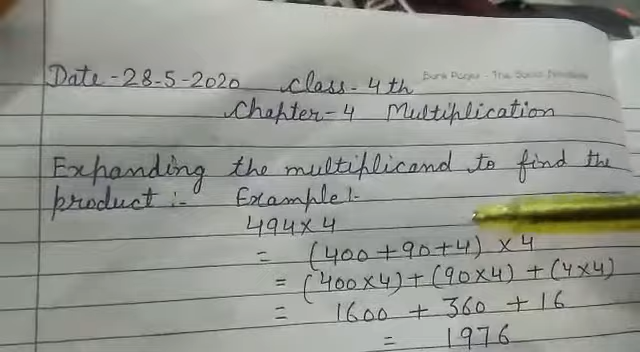 Date-28-5-2020 Class-4th
Chapter-4 Multiplication
Expanding the multiplicand to find the
product:- Example:-
494×4
= (400+90+4) × 4
= (400×4)+(90×4) + (4×4)
= 1600 + 360 + 16
= 1976